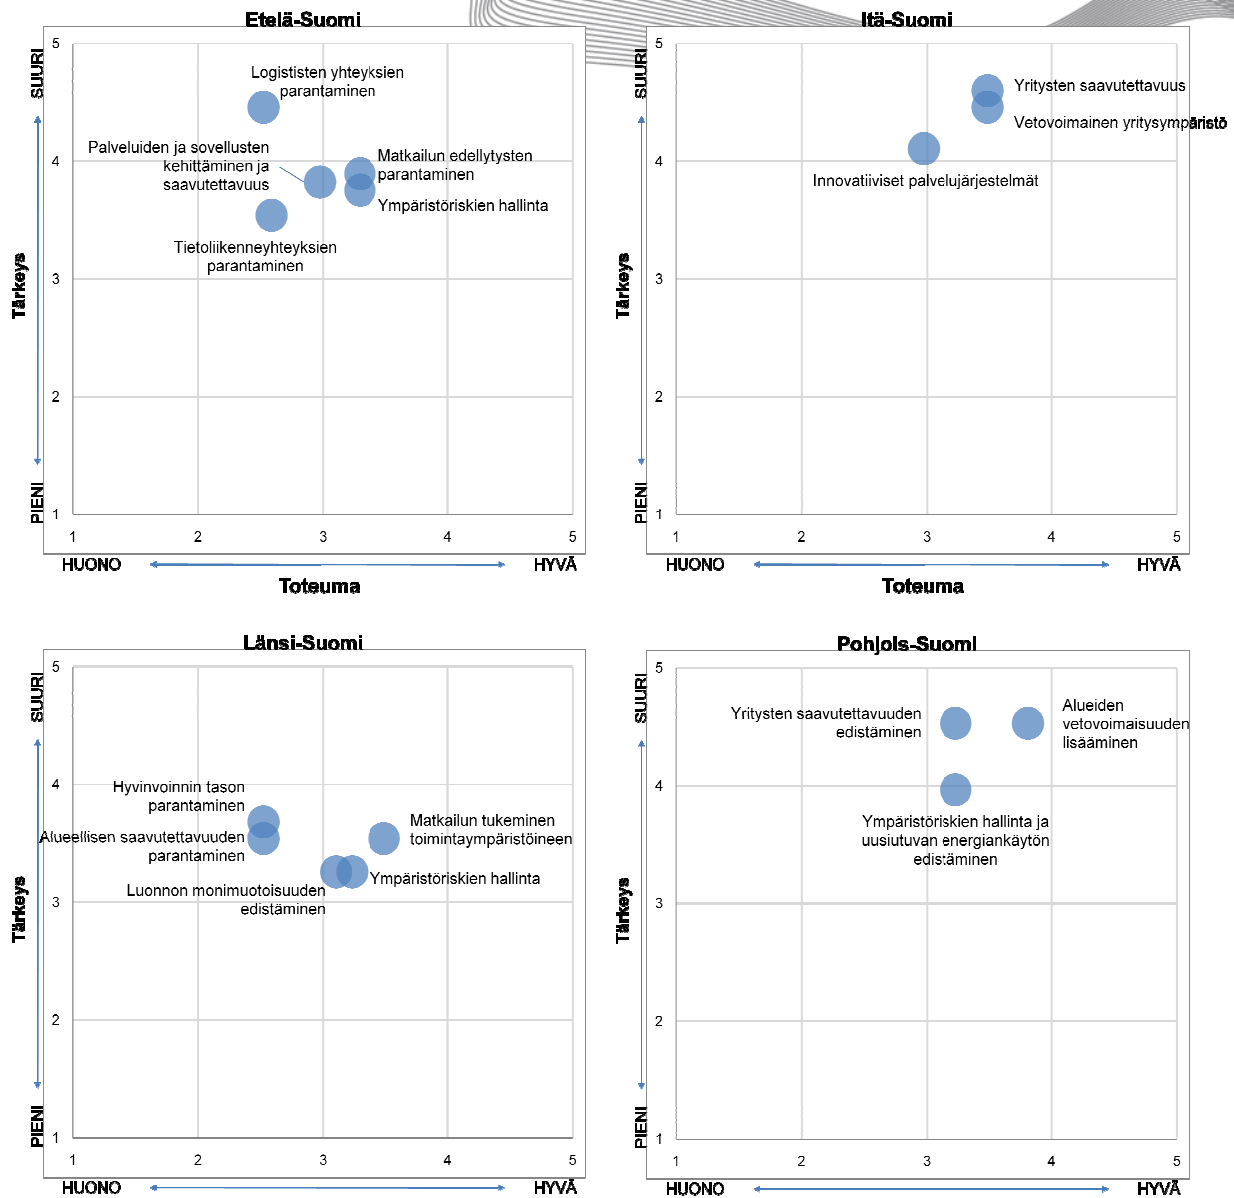 Etelä-Suomi
SUURI
5
Logististen yhteyksien
parantaminen
Palveluiden ja sovellusten
kehittäminen ja
saavutettavuus
Matkailun edellytysten
parantaminen
Ympäristöriskien hallinta
4
Tietoliikenneyhteyksien
parantaminen
Tärkeys
3
2
PIENI
1
1 2 3 4 5
HUONO HYVÄ
Toteuma
Itä-Suomi
SUURI
5
Yritysten saavutettavuus
Vetovoimainen yritysympäristö
4
Innovatiiviset palvelujärjestelmät
Tärkeys
3
2
PIENI
1
1 2 3 4 5
HUONO HYVÄ
Toteuma
Länsi-Suomi
SUURI
5
4
Hyvinvoinnin tason
parantaminen
Alueellisen saavutettavuuden
parantaminen
Matkailun tukeminen
toimintaympäristöineen
Ympäristöriskien hallinta
Luonnon monimuotoisuuden
edistäminen
Tärkeys
3
2
PIENI
1
1 2 3 4 5
HUONO HYVÄ
Pohjois-Suomi
SUURI
5
Yritysten saavutettavuuden
edistäminen
Alueiden
vetovoimaisuuden
lisääminen
4
Ympäristöriskien hallinta ja
uusiutuvan energiankäytön
edistäminen
Tärkeys
3
2
PIENI
1
1 2 3 4 5
HUONO HYVÄ